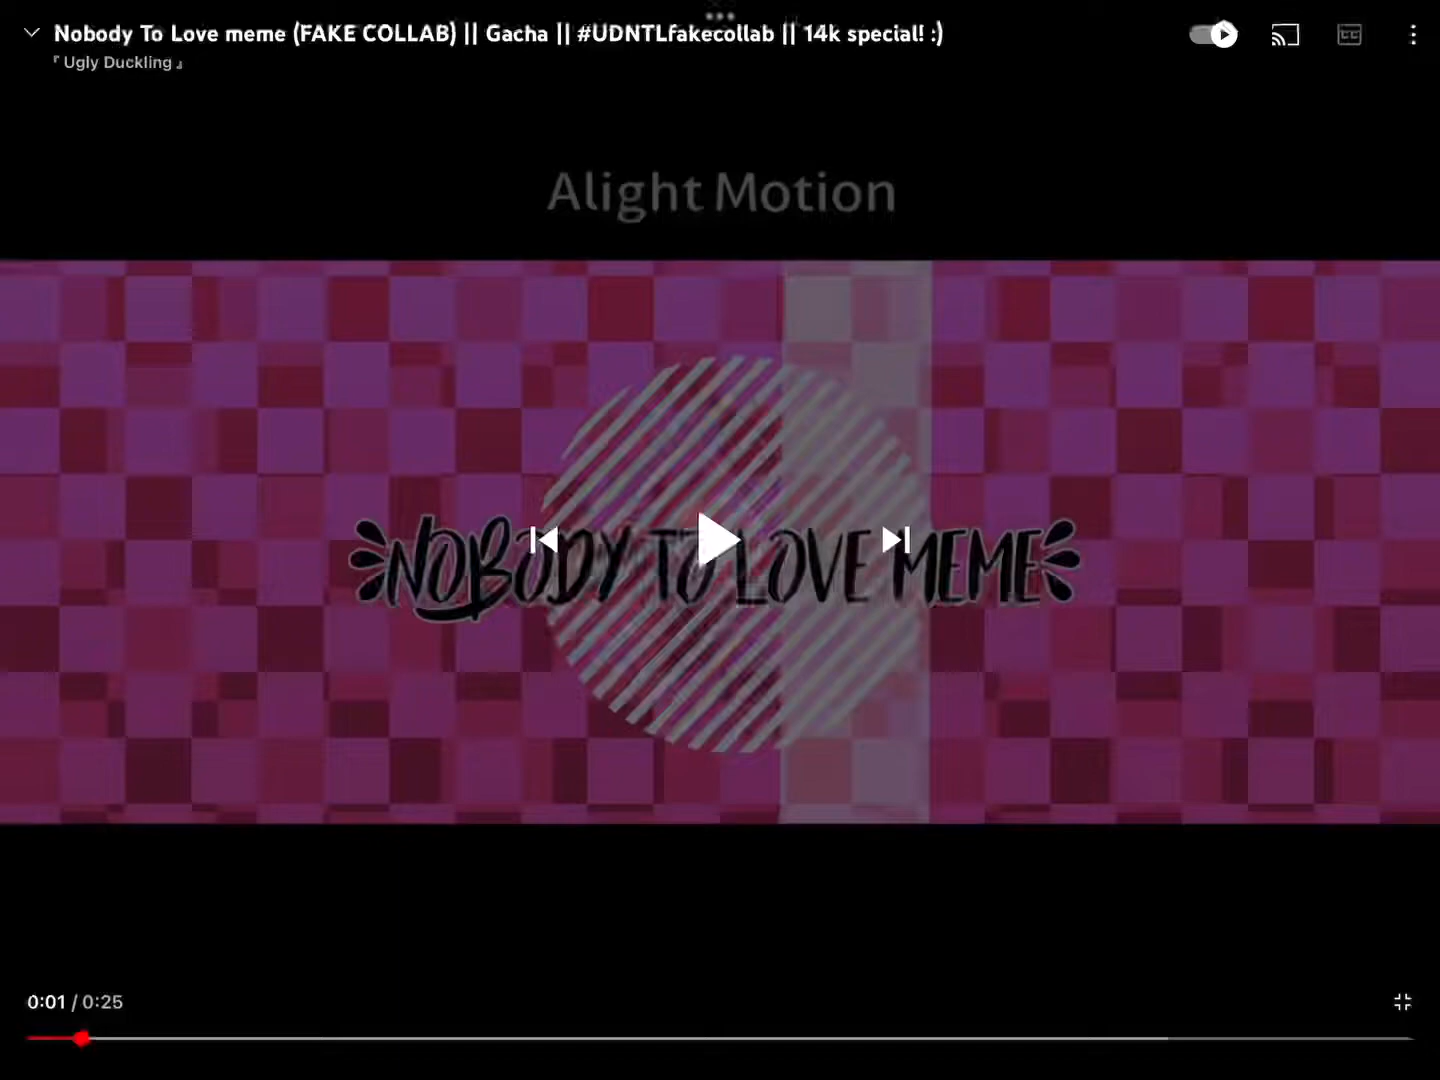 Nobody To Love meme (FAKE COLLAB) || Gacha || #UDNTLfakecollab || 14k special! :)
『 Ugly Duckling 』
Alight Motion
NOBODY TO LOVE MEME
0:01 / 0:25